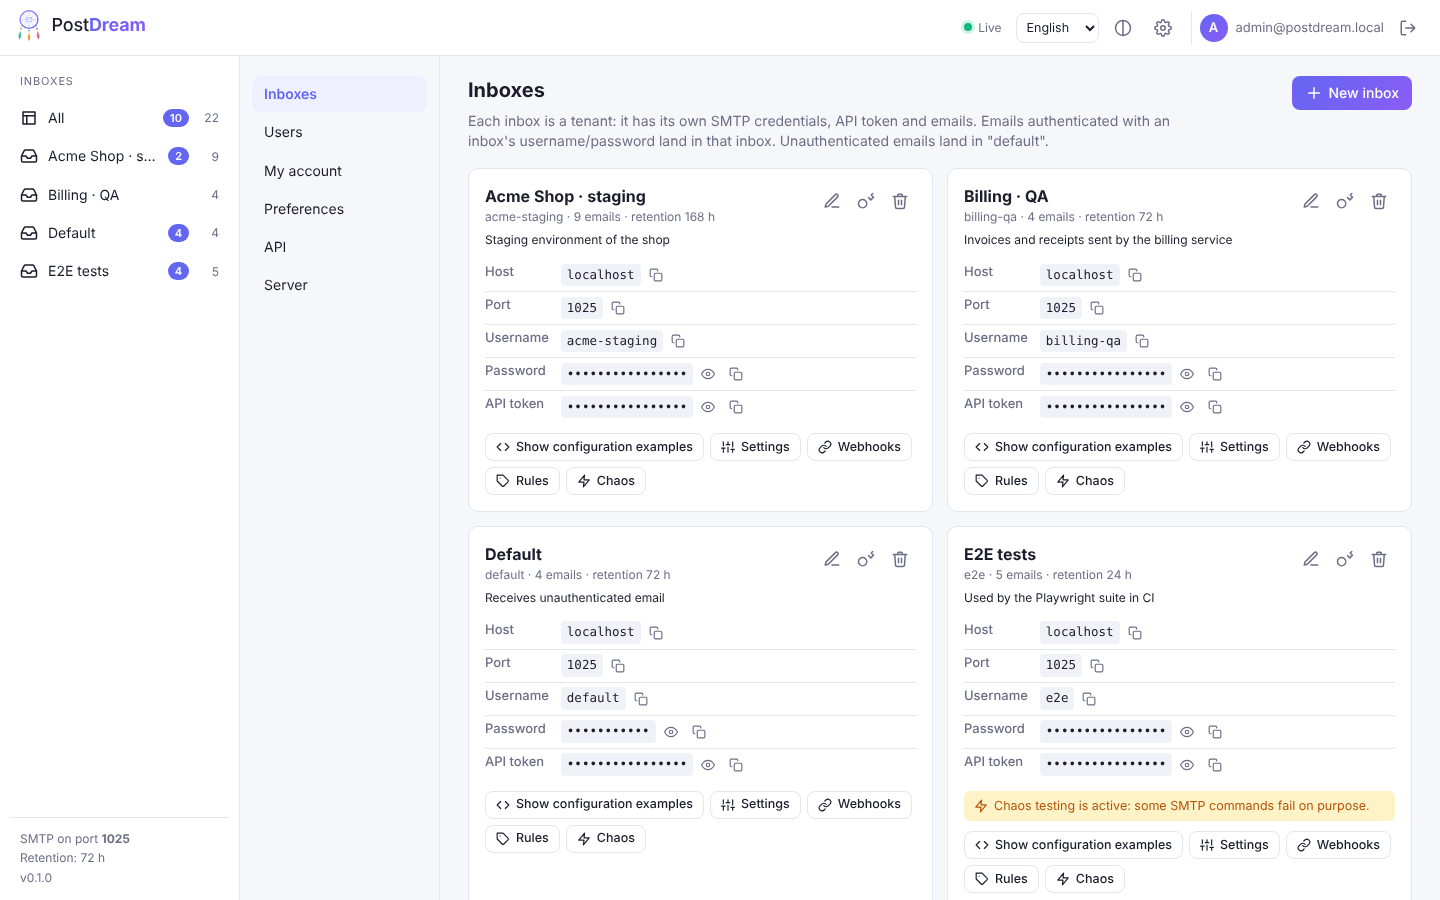 PostDream
Live
English
A
admin@postdream.local
INBOXES
All 10 22
Acme Shop · s... 2 9
Billing · QA 4
Default 4 4
E2E tests 4 5
SMTP on port 1025
Retention: 72 h
v0.1.0
Inboxes
Users
My account
Preferences
API
Server
Inboxes
New inbox
Each inbox is a tenant: it has its own SMTP credentials, API token and emails. Emails authenticated with an
inbox's username/password land in that inbox. Unauthenticated emails land in "default".
Acme Shop · staging
acme-staging · 9 emails · retention 168 h
Staging environment of the shop
Host localhost
Port 1025
Username acme-staging
Password ••••••••••••••••
API token ••••••••••••••••
Show configuration examples Settings Webhooks
Rules Chaos
Billing · QA
billing-qa · 4 emails · retention 72 h
Invoices and receipts sent by the billing service
Host localhost
Port 1025
Username billing-qa
Password ••••••••••••••••
API token ••••••••••••••••
Show configuration examples Settings Webhooks
Rules Chaos
Default
default · 4 emails · retention 72 h
Receives unauthenticated email
Host localhost
Port 1025
Username default
Password •••••••••••
API token ••••••••••••••••
Show configuration examples Settings Webhooks
Rules Chaos
E2E tests
e2e · 5 emails · retention 24 h
Used by the Playwright suite in CI
Host localhost
Port 1025
Username e2e
Password ••••••••••••••••
API token ••••••••••••••••
Chaos testing is active: some SMTP commands fail on purpose.
Show configuration examples Settings Webhooks
Rules Chaos